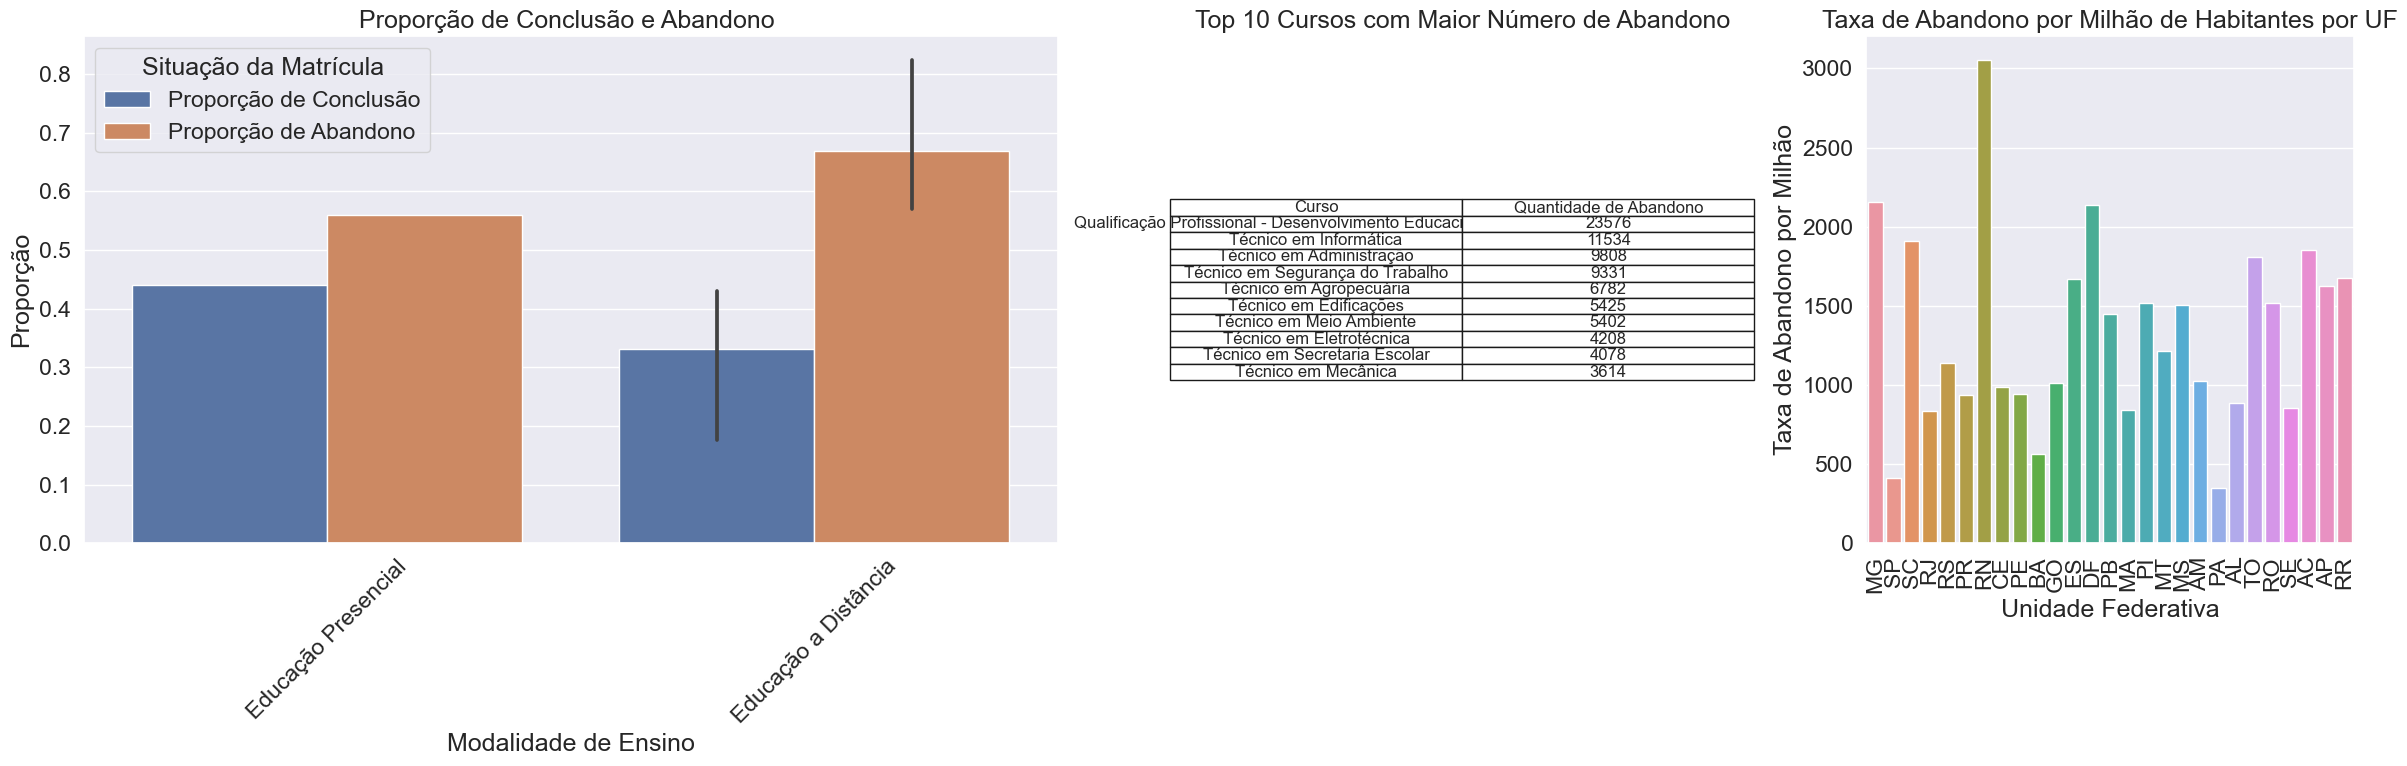 Proporção de Conclusão e Abandono
Situação da Matrícula
Proporção de Conclusão
Proporção de Abandono
Proporção
0.8
0.7
0.6
0.5
0.4
0.3
0.2
0.1
0.0
Educação Presencial
Educação a Distância
Modalidade de Ensino
Top 10 Cursos com Maior Número de Abandono
Curso Quantidade de Abandono
Qualificação Profissional - Desenvolvimento Educaci 23576
Técnico em Informática 11534
Técnico em Administração 9808
Técnico em Segurança do Trabalho 9331
Técnico em Agropecuária 6782
Técnico em Edificações 5425
Técnico em Meio Ambiente 5402
Técnico em Eletrotécnica 4208
Técnico em Secretaria Escolar 4078
Técnico em Mecânica 3614
Taxa de Abandono por Milhão de Habitantes por UF
Taxa de Abandono por Milhão
3000
2500
2000
1500
1000
500
0
MG
SP
SC
RJ
RS
PR
RN
CE
PE
BA
GO
ES
DF
PB
MA
PI
MT
MS
AM
PA
AL
TO
RO
SE
AC
AP
RR
Unidade Federativa